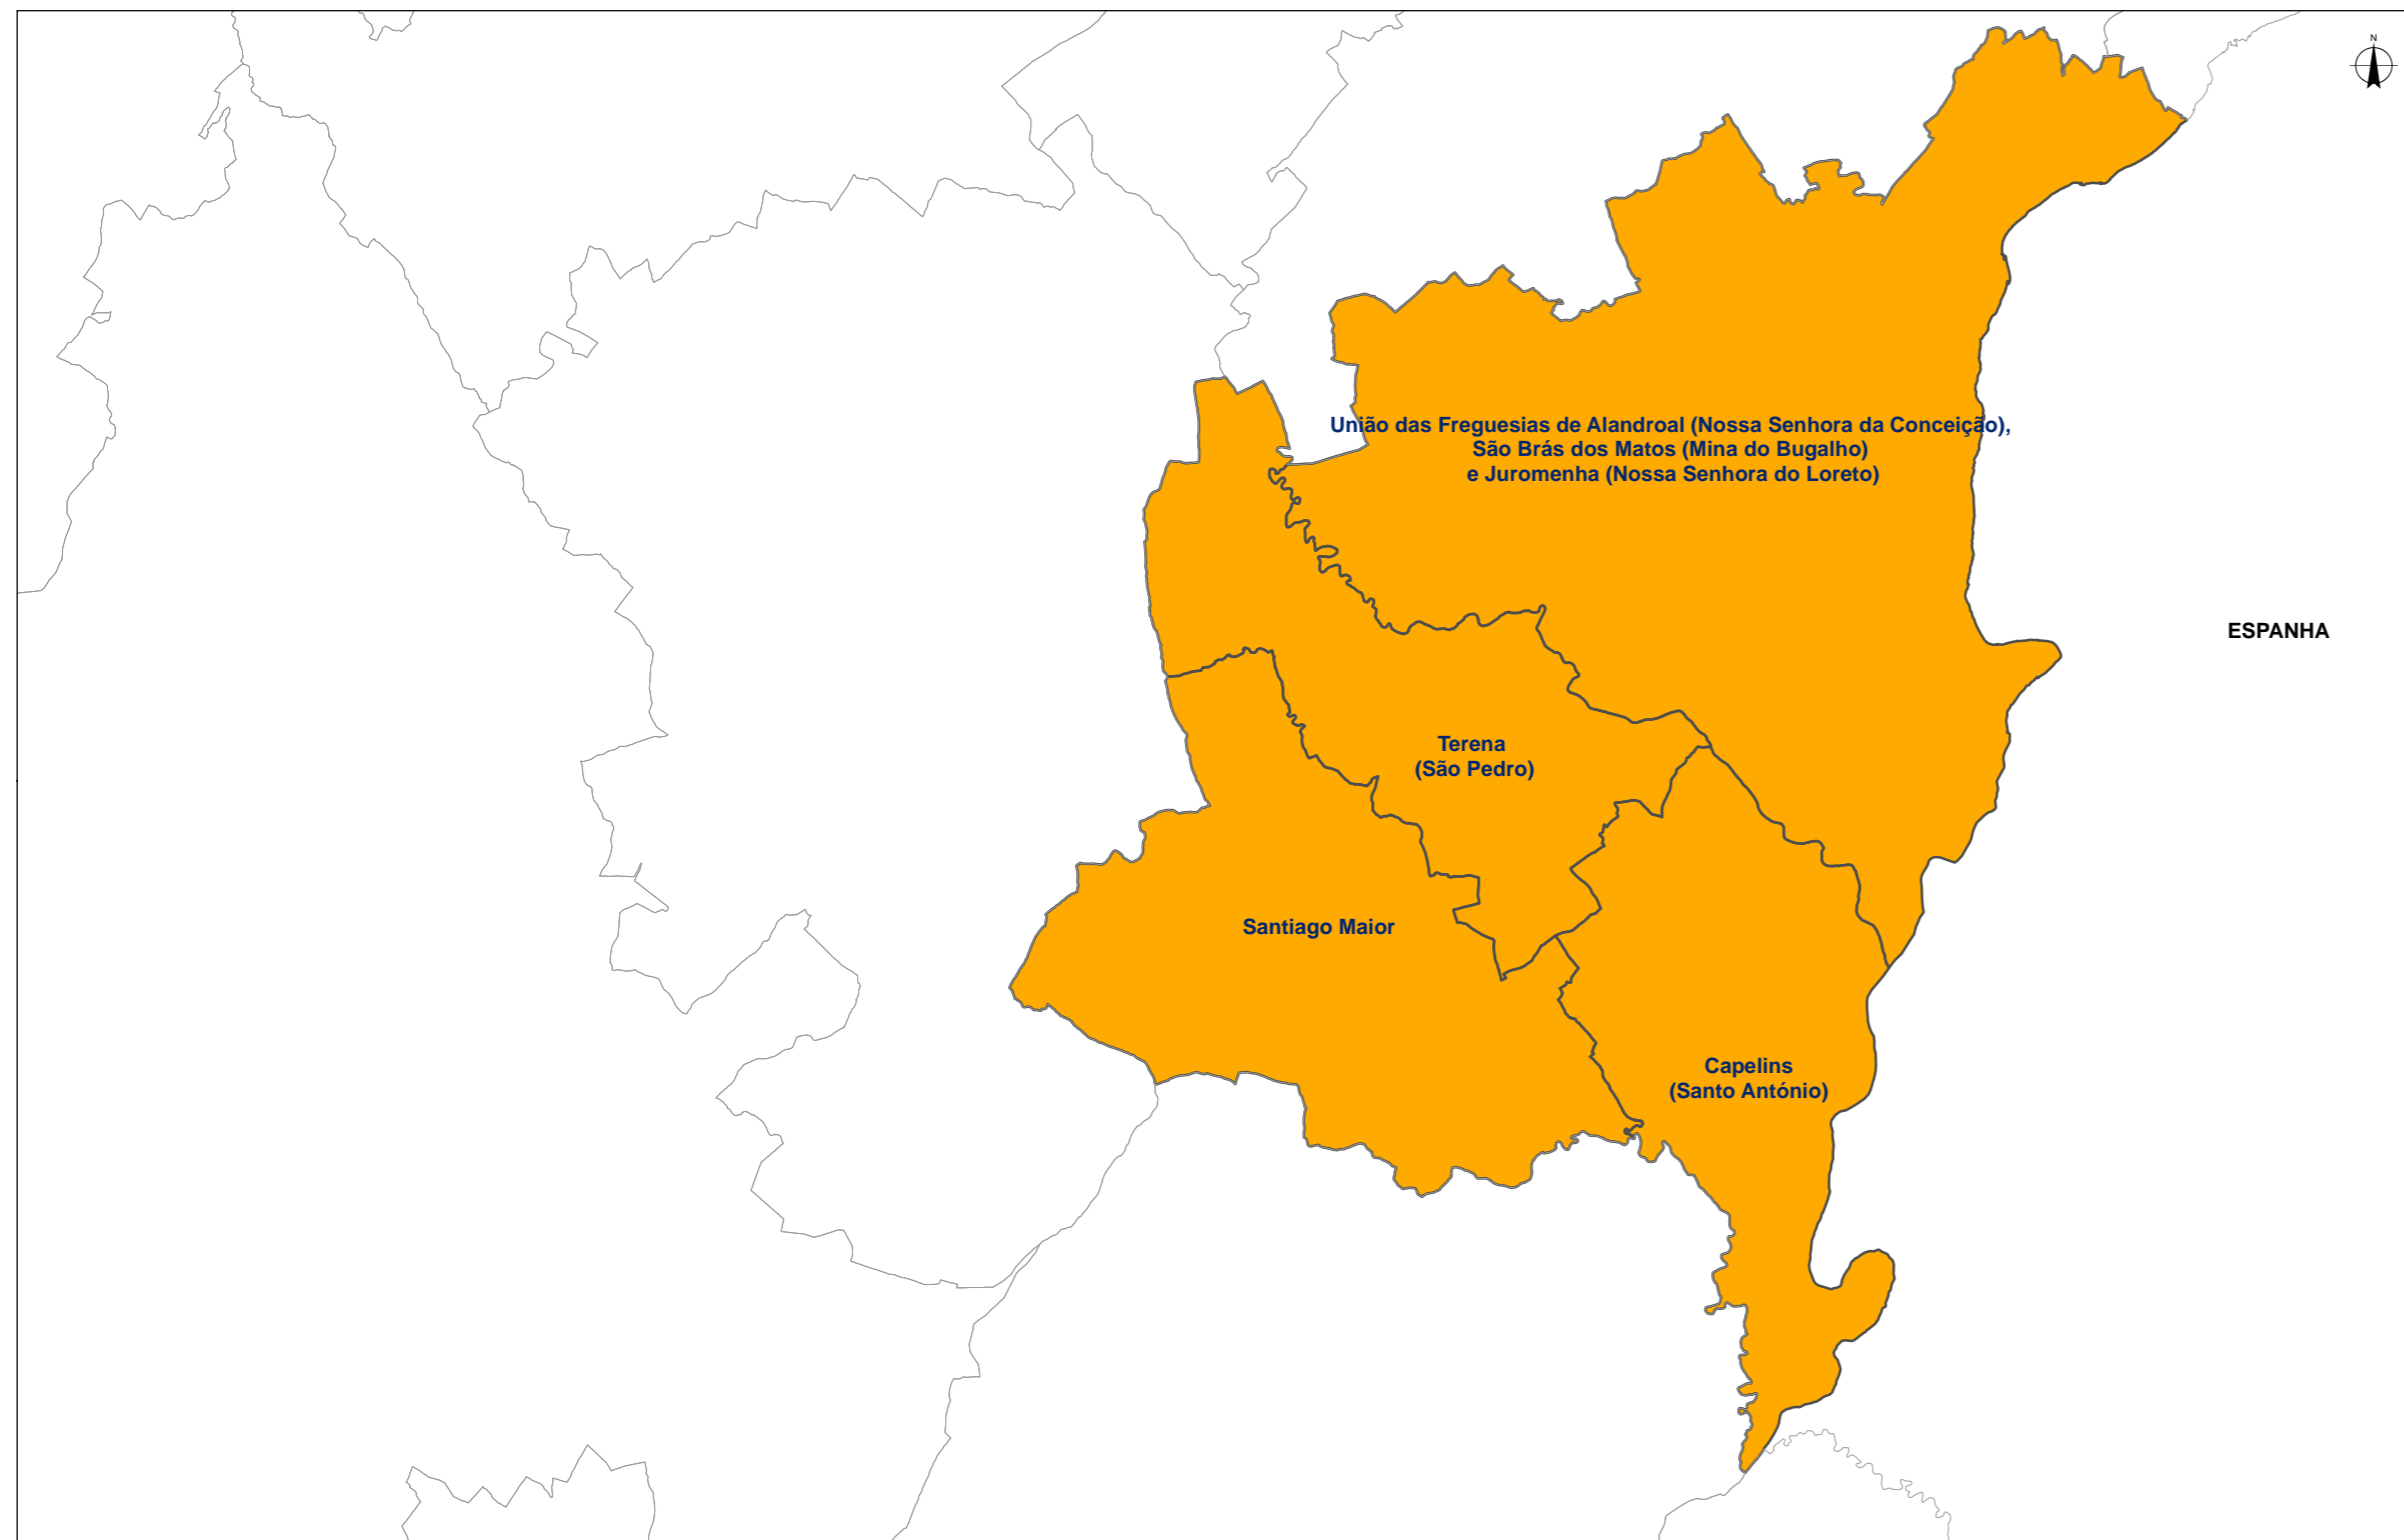 N
União das Freguesias de Alandroal (Nossa Senhora da Conceição),
São Brás dos Matos (Mina do Bugalho)
e Juromenha (Nossa Senhora do Loreto)
ESPANHA
Terena
(São Pedro)
Santiago Maior
Capelins
(Santo António)